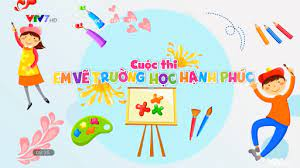 VTV7 HD
Cuộc thi
EM VẼ TRƯỜNG HỌC HẠNH PHÚC